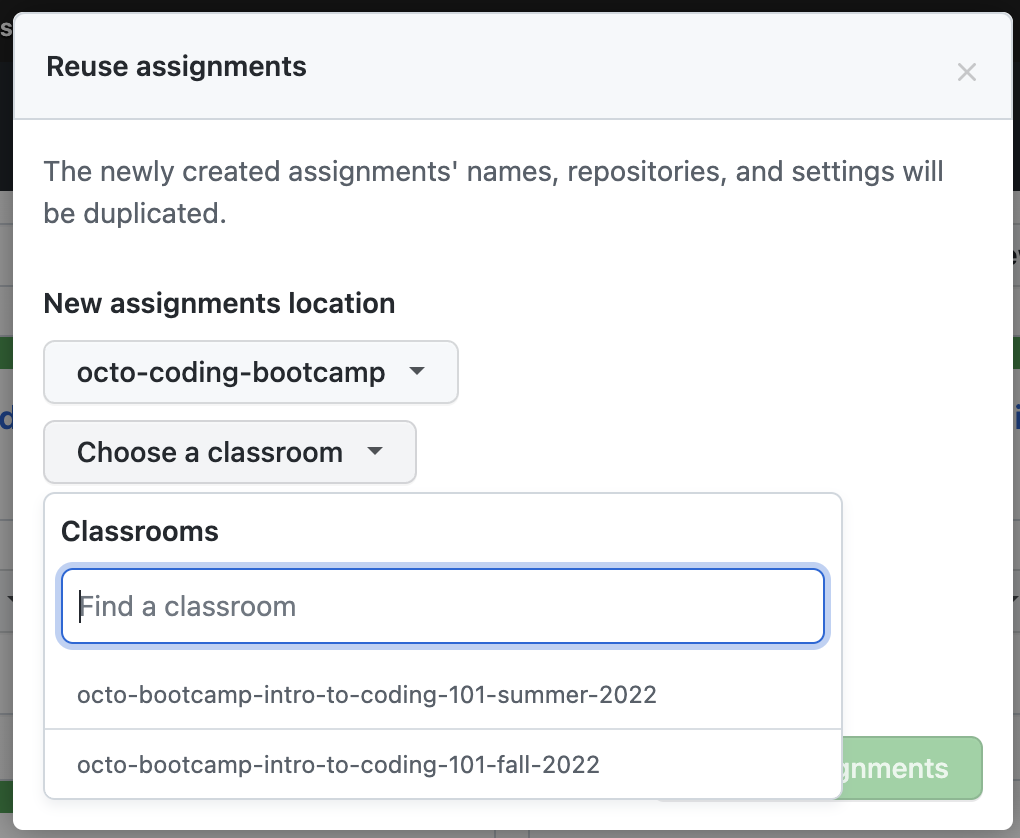 Reuse assignments
The newly created assignments' names, repositories, and settings will
be duplicated.
New assignments location
octo-coding-bootcamp
Choose a classroom
Classrooms
Find a classroom
octo-bootcamp-intro-to-coding-101-summer-2022
octo-bootcamp-intro-to-coding-101-fall-2022